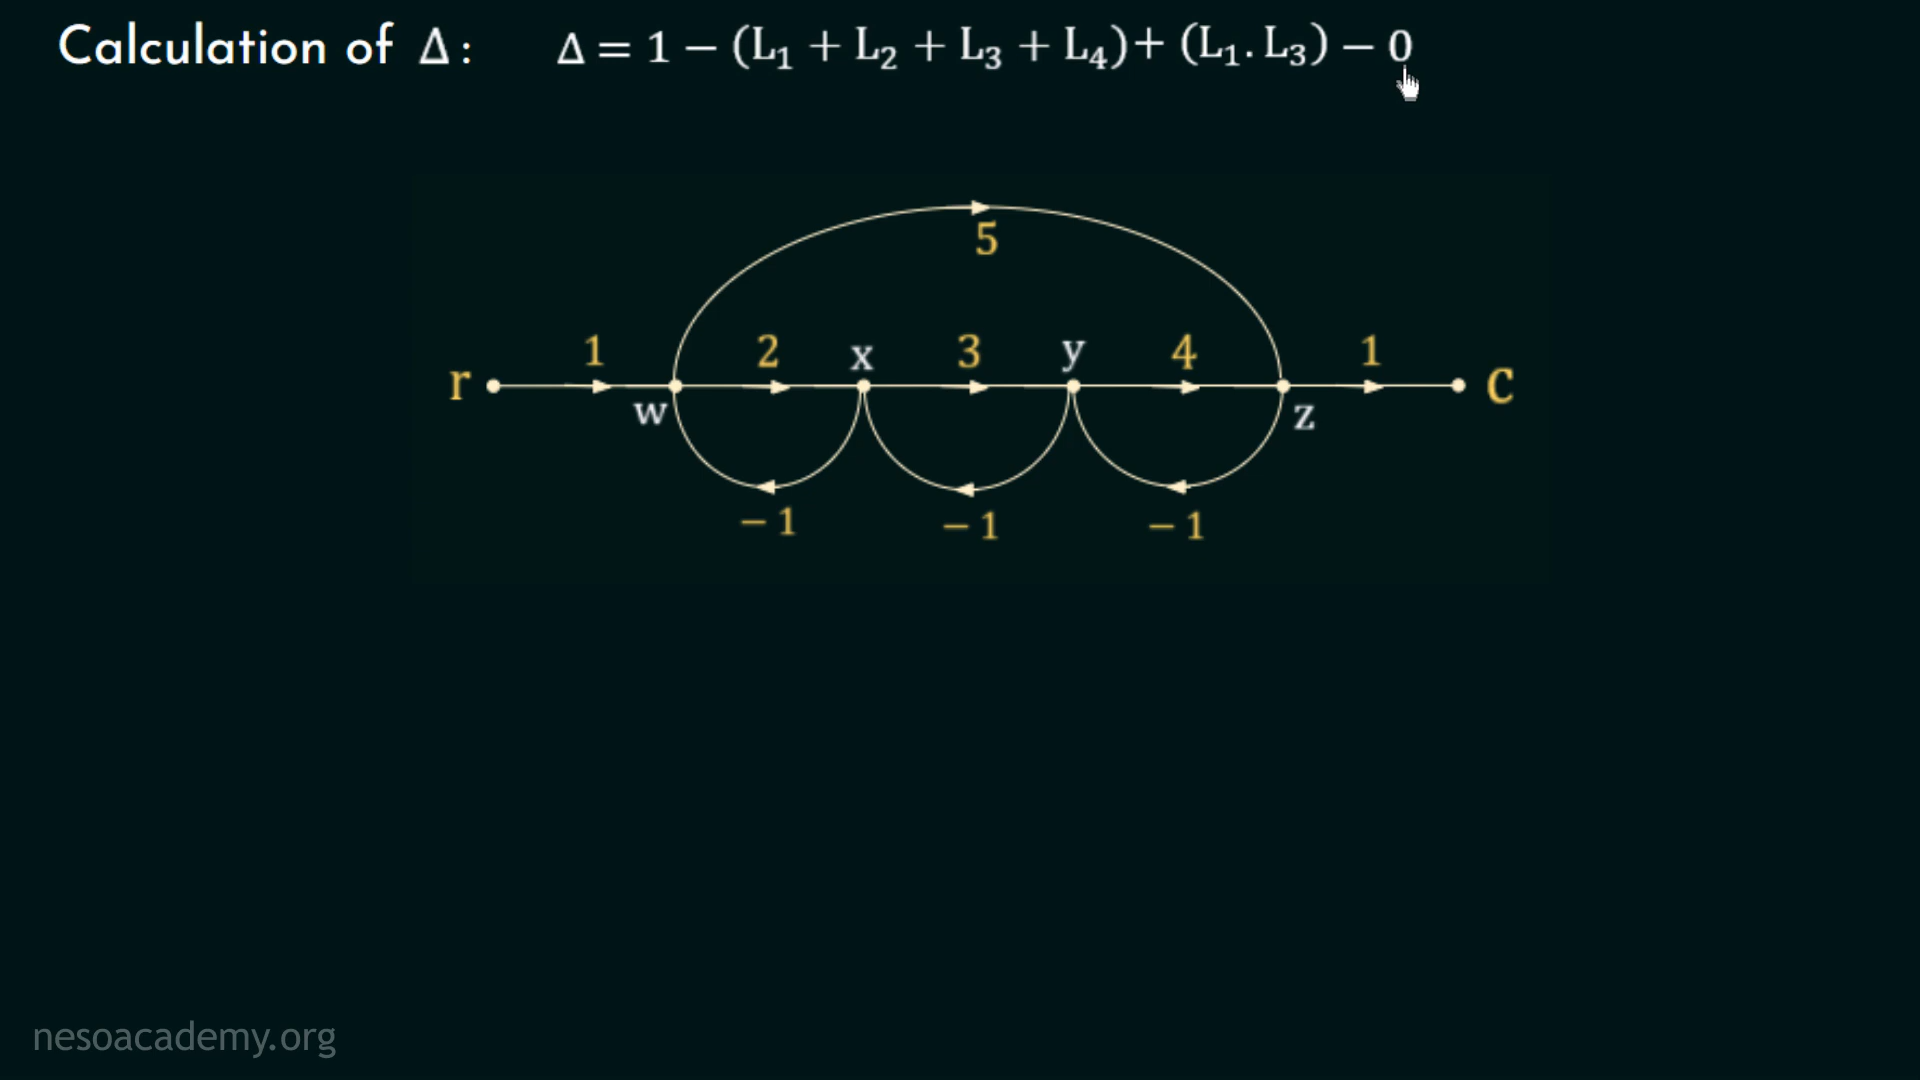 Calculation of Δ: Δ = 1 − (L₁ + L₂ + L₃ + L₄) + (L₁. L₃) − 0
5
1 2 x 3 y 4 1
r C
w z
− 1 − 1 − 1
nesoacademy.org